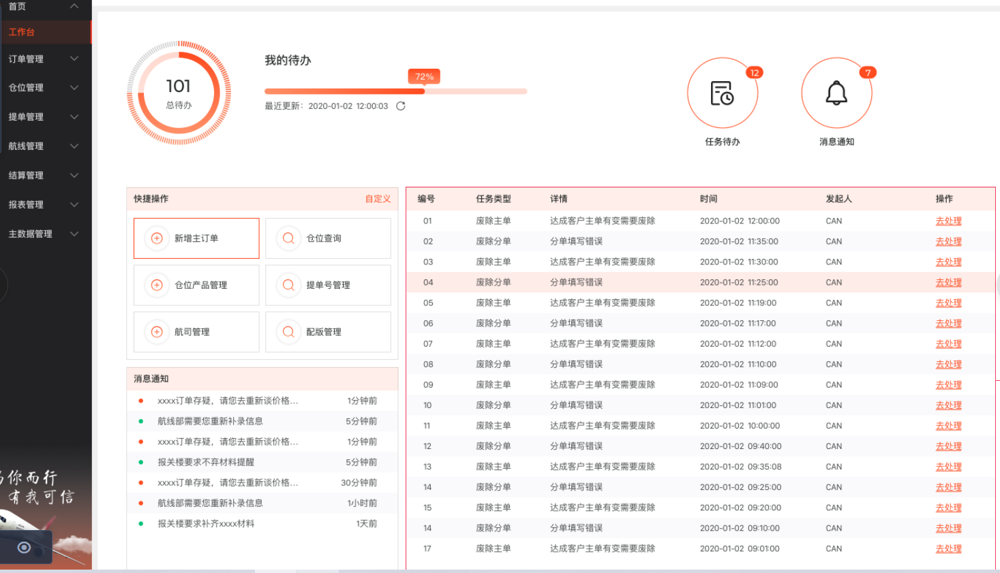 首页
工作台
订单管理
仓位管理
提单管理
航线管理
结算管理
报表管理
主数据管理
你而行
有我可信
101
总待办
我的待办
72%
最近更新：2020-01-02 12:00:03
12
任务待办
7
消息通知
快捷操作 自定义
新增主订单 仓位查询
仓位产品管理 提单号管理
航司管理 配版管理
消息通知
xxxx订单存疑，请您去重新谈价格... 1分钟前
航线部需要您重新补录信息 5分钟前
xxxx订单存疑，请您去重新谈价格... 1分钟前
报关楼要求不弃材料提醒 5分钟前
xxxx订单存疑，请您去重新谈价格... 30分钟前
航线部需要您重新补录信息 1小时前
报关楼要求补齐xxxx材料 1天前
编号 任务类型 详情 时间 发起人 操作
01 废除主单 达成客户主单有变需要废除 2020-01-02 12:00:00 CAN 去处理
02 废除分单 分单填写错误 2020-01-02 11:35:00 CAN 去处理
03 废除主单 达成客户主单有变需要废除 2020-01-02 11:30:00 CAN 去处理
04 废除分单 分单填写错误 2020-01-02 11:25:00 CAN 去处理
05 废除主单 达成客户主单有变需要废除 2020-01-02 11:19:00 CAN 去处理
06 废除分单 分单填写错误 2020-01-02 11:17:00 CAN 去处理
07 废除主单 达成客户主单有变需要废除 2020-01-02 11:12:00 CAN 去处理
08 废除分单 分单填写错误 2020-01-02 11:10:00 CAN 去处理
09 废除主单 达成客户主单有变需要废除 2020-01-02 11:09:00 CAN 去处理
10 废除分单 分单填写错误 2020-01-02 11:01:00 CAN 去处理
11 废除主单 达成客户主单有变需要废除 2020-01-02 10:00:00 CAN 去处理
12 废除分单 分单填写错误 2020-01-02 09:40:00 CAN 去处理
13 废除主单 达成客户主单有变需要废除 2020-01-02 09:35:08 CAN 去处理
14 废除分单 分单填写错误 2020-01-02 09:25:00 CAN 去处理
15 废除主单 达成客户主单有变需要废除 2020-01-02 09:20:00 CAN 去处理
14 废除分单 分单填写错误 2020-01-02 09:10:00 CAN 去处理
17 废除主单 达成客户主单有变需要废除 2020-01-02 09:01:00 CAN 去处理